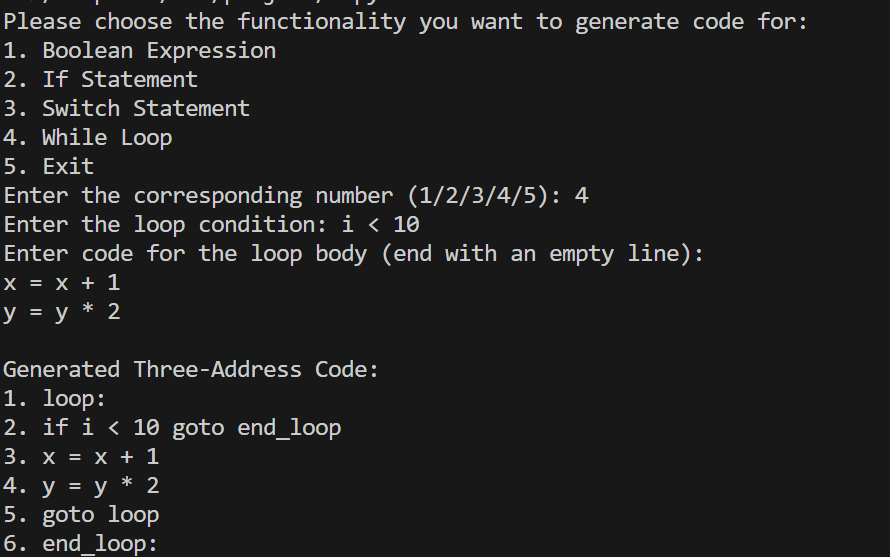 Please choose the functionality you want to generate code for:
1. Boolean Expression
2. If Statement
3. Switch Statement
4. While Loop
5. Exit
Enter the corresponding number (1/2/3/4/5): 4
Enter the loop condition: i < 10
Enter code for the loop body (end with an empty line):
x = x + 1
y = y * 2
Generated Three-Address Code:
1. loop:
2. if i < 10 goto end_loop
3. x = x + 1
4. y = y * 2
5. goto loop
6. end_loop: